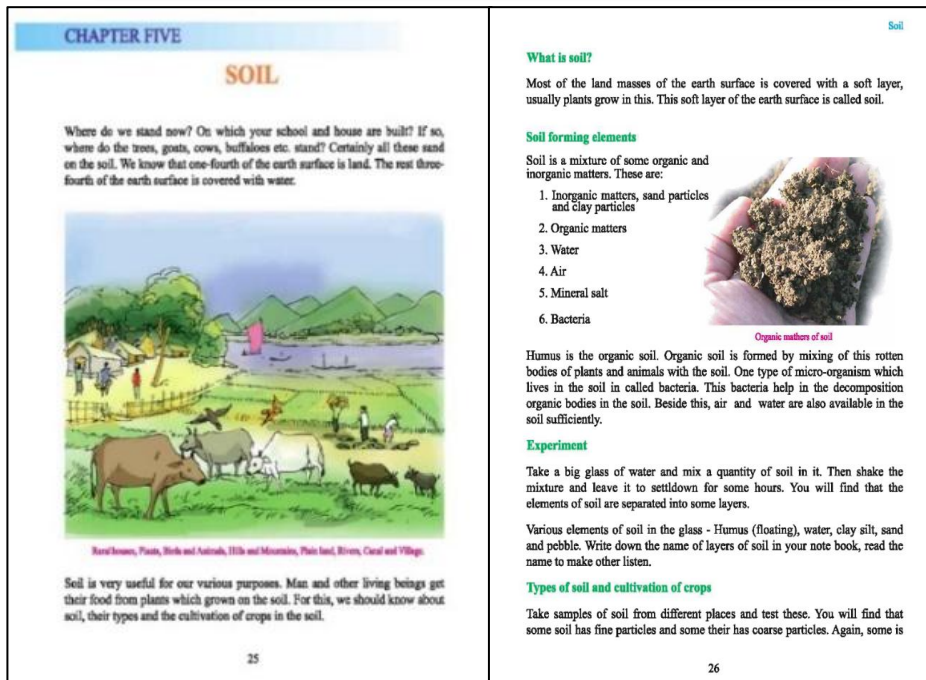 CHAPTER FIVE
SOIL
Where do we stand now? On which your school and house are built? If so,
where do the trees, goats, cows, buffaloes etc. stand? Certainly all these sand
on the soil. We know that one-fourth of the earth surface is land. The rest three-
fourth of the earth surface is covered with water.
Rural houses, Plants, Birds and Animals, Hills and Mountains, Plain land, Rivers, Canal and Village.
Soil is very useful for our various purposes. Man and other living beings get
their food from plants which grown on the soil. For this, we should know about
soil, their types and the cultivation of crops in the soil.
25
Soil
What is soil?
Most of the land masses of the earth surface is covered with a soft layer,
usually plants grow in this. This soft layer of the earth surface is called soil.
Soil forming elements
Soil is a mixture of some organic and
inorganic matters. These are:
1. Inorganic matters, sand particles
and clay particles
2. Organic matters
3. Water
4. Air
5. Mineral salt
6. Bacteria
Organic mathers of soil
Humus is the organic soil. Organic soil is formed by mixing of this rotten
bodies of plants and animals with the soil. One type of micro-organism which
lives in the soil in called bacteria. This bacteria help in the decomposition
organic bodies in the soil. Beside this, air and water are also available in the
soil sufficiently.
Experiment
Take a big glass of water and mix a quantity of soil in it. Then shake the
mixture and leave it to settldown for some hours. You will find that the
elements of soil are separated into some layers.
Various elements of soil in the glass - Humus (floating), water, clay silt, sand
and pebble. Write down the name of layers of soil in your note book, read the
name to make other listen.
Types of soil and cultivation of crops
Take samples of soil from different places and test these. You will find that
some soil has fine particles and some their has coarse particles. Again, some is
26